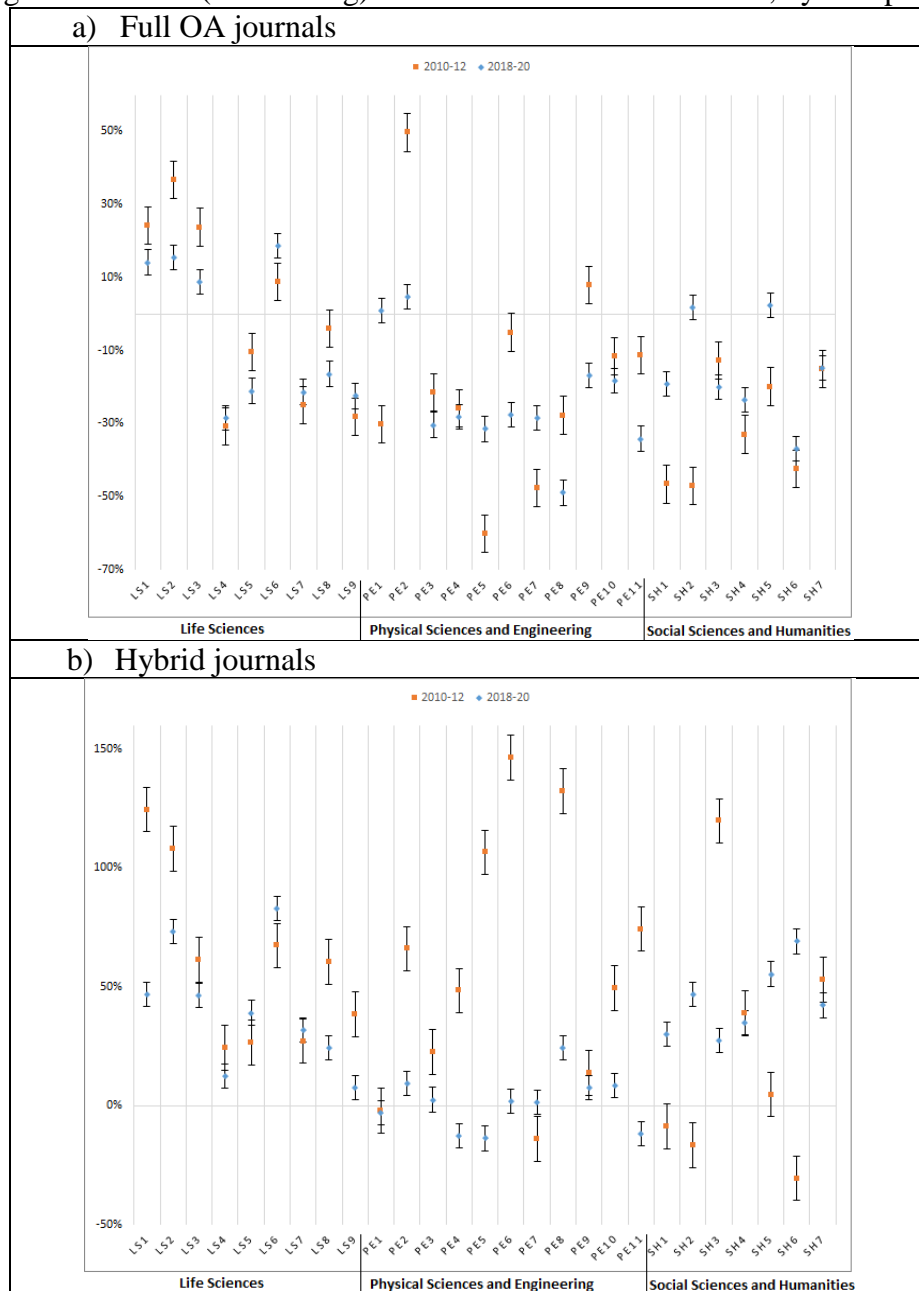 a) Full OA journals
2010-12 2018-20
50%
30%
10%
-10%
-30%
-50%
-70%
LS1 LS2 LS3 LS4 LS5 LS6 LS7 LS8 LS9 PE1 PE2 PE3 PE4 PE5 PE6 PE7 PE8 PE9 PE10 PE11 SH1 SH2 SH3 SH4 SH5 SH6 SH7
Life Sciences Physical Sciences and Engineering Social Sciences and Humanities
b) Hybrid journals
2010-12 2018-20
150%
100%
50%
0%
-50%
LS1 LS2 LS3 LS4 LS5 LS6 LS7 LS8 LS9 PE1 PE2 PE3 PE4 PE5 PE6 PE7 PE8 PE9 PE10 PE11 SH1 SH2 SH3 SH4 SH5 SH6 SH7
Life Sciences Physical Sciences and Engineering Social Sciences and Humanities